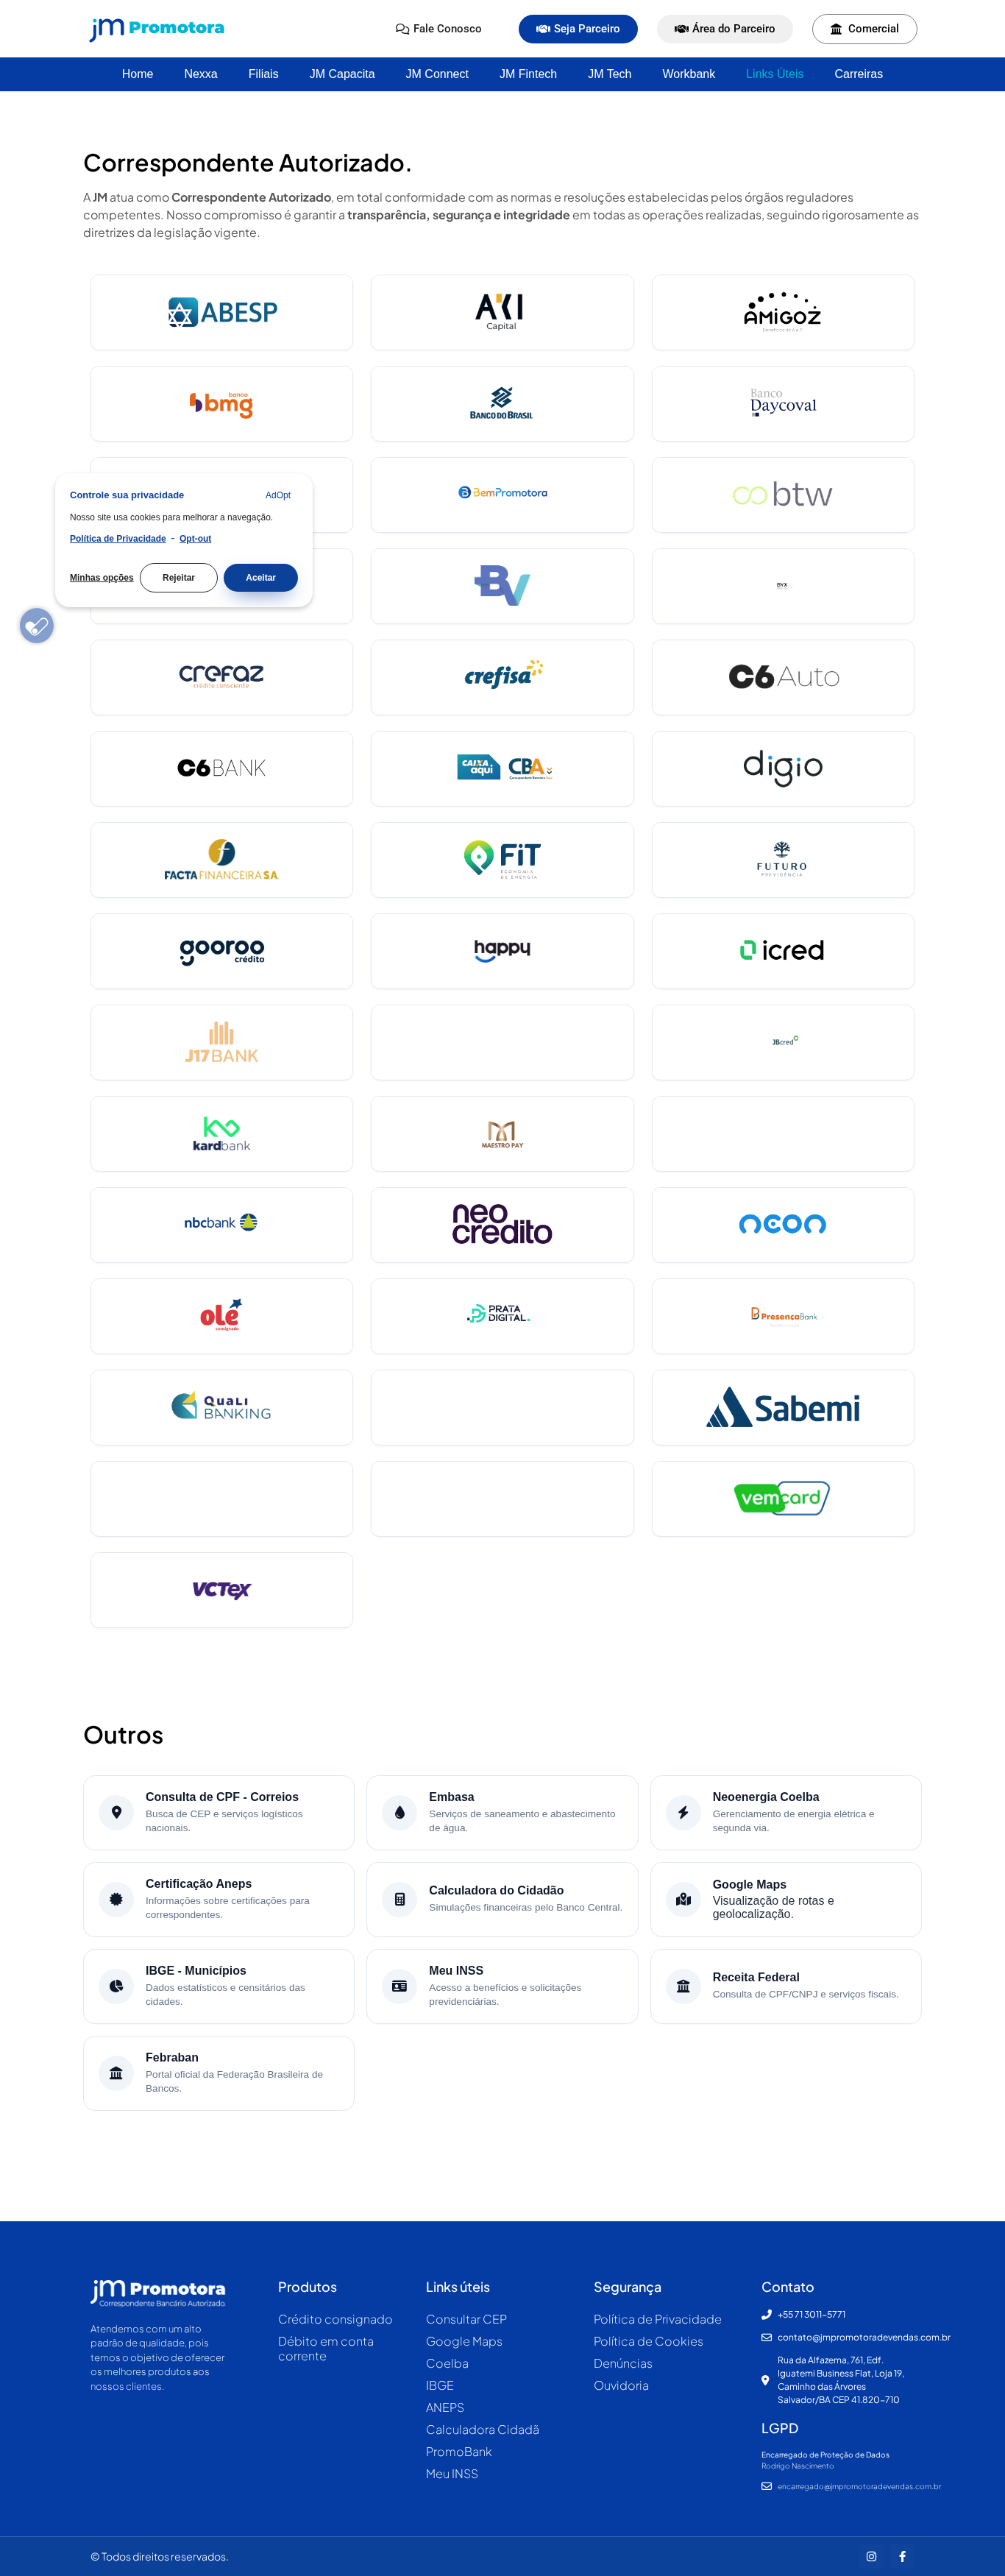 jm Promotora
Fale Conosco
Seja Parceiro
Área do Parceiro
Comercial
Home Nexxa Filiais JM Capacita JM Connect JM Fintech JM Tech Workbank Links Úteis Carreiras
Correspondente Autorizado.
A JM atua como Correspondente Autorizado, em total conformidade com as normas e resoluções estabelecidas pelos órgãos reguladores
competentes. Nosso compromisso é garantir a transparência, segurança e integridade em todas as operações realizadas, seguindo rigorosamente as
diretrizes da legislação vigente.
ABESP
AKI
Capital
AMIGOZ
banco
bmg
BANCO DO BRASIL
Banco
Daycoval
Controle sua privacidade
AdOpt
Nosso site usa cookies para melhorar a navegação.
Política de Privacidade - Opt-out
Minhas opções
Rejeitar
Aceitar
BemPromotora
btw
BV
BYX
crefaz
crédito consciente
crefisa
C6 Auto
C6 BANK
CAIXA
aqui
CBA
Correspondente Bancário Aqui
digio
FACTA FINANCEIRA S.A.
FiT
ECONOMIA
DE ENERGIA
FUTURO
PREVIDÊNCIA
gooroo
crédito
happy
icred
J17 BANK
JBcred
kardbank
MAESTRO PAY
nbcbank
neo
crédito
neon
olé
consignado
PRATA
DIGITAL.
PresençaBank
QUALI
BANKING
Sabemi
vemcard
VCTex
Outros
Consulta de CPF - Correios
Busca de CEP e serviços logísticos
nacionais.
Embasa
Serviços de saneamento e abastecimento
de água.
Neoenergia Coelba
Gerenciamento de energia elétrica e
segunda via.
Certificação Aneps
Informações sobre certificações para
correspondentes.
Calculadora do Cidadão
Simulações financeiras pelo Banco Central.
Google Maps
Visualização de rotas e
geolocalização.
IBGE - Municípios
Dados estatísticos e censitários das
cidades.
Meu INSS
Acesso a benefícios e solicitações
previdenciárias.
Receita Federal
Consulta de CPF/CNPJ e serviços fiscais.
Febraban
Portal oficial da Federação Brasileira de
Bancos.
jm Promotora
Correspondente Bancário Autorizado.
Atendemos com um alto
padrão de qualidade, pois
temos o objetivo de oferecer
os melhores produtos aos
nossos clientes.
Produtos
Crédito consignado
Débito em conta
corrente
Links úteis
Consultar CEP
Google Maps
Coelba
IBGE
ANEPS
Calculadora Cidadã
PromoBank
Meu INSS
Segurança
Política de Privacidade
Política de Cookies
Denúncias
Ouvidoria
Contato
+55 71 3011-5771
contato@jmpromotoradevendas.com.br
Rua da Alfazema, 761, Edf.
Iguatemi Business Flat, Loja 19,
Caminho das Árvores
Salvador/BA CEP 41.820-710
LGPD
Encarregado de Proteção de Dados
Rodrigo Nascimento
encarregado@jmpromotoradevendas.com.br
© Todos direitos reservados.